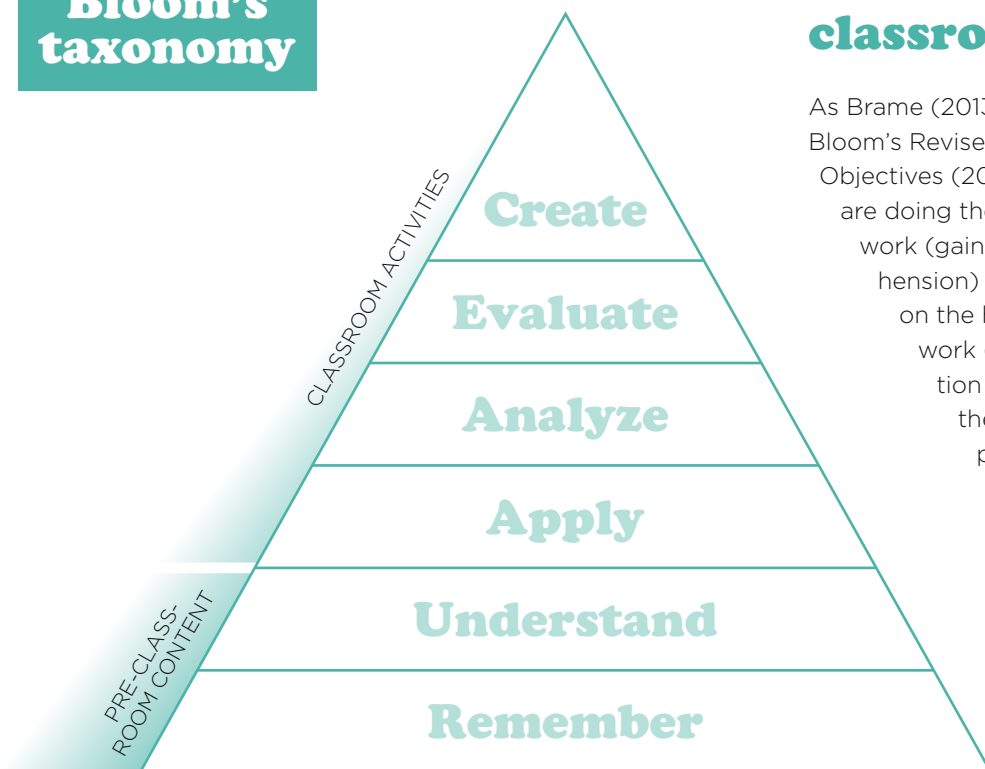 Bloom's
taxonomy
CLASSROOM ACTIVITIES
PRE-CLASS-
ROOM CONTENT
Create
Evaluate
Analyze
Apply
Understand
Remember
classro
As Brame (2013
Bloom's Revise
Objectives (20
are doing the
work (gain
hension)
on the
work
tion
the
p